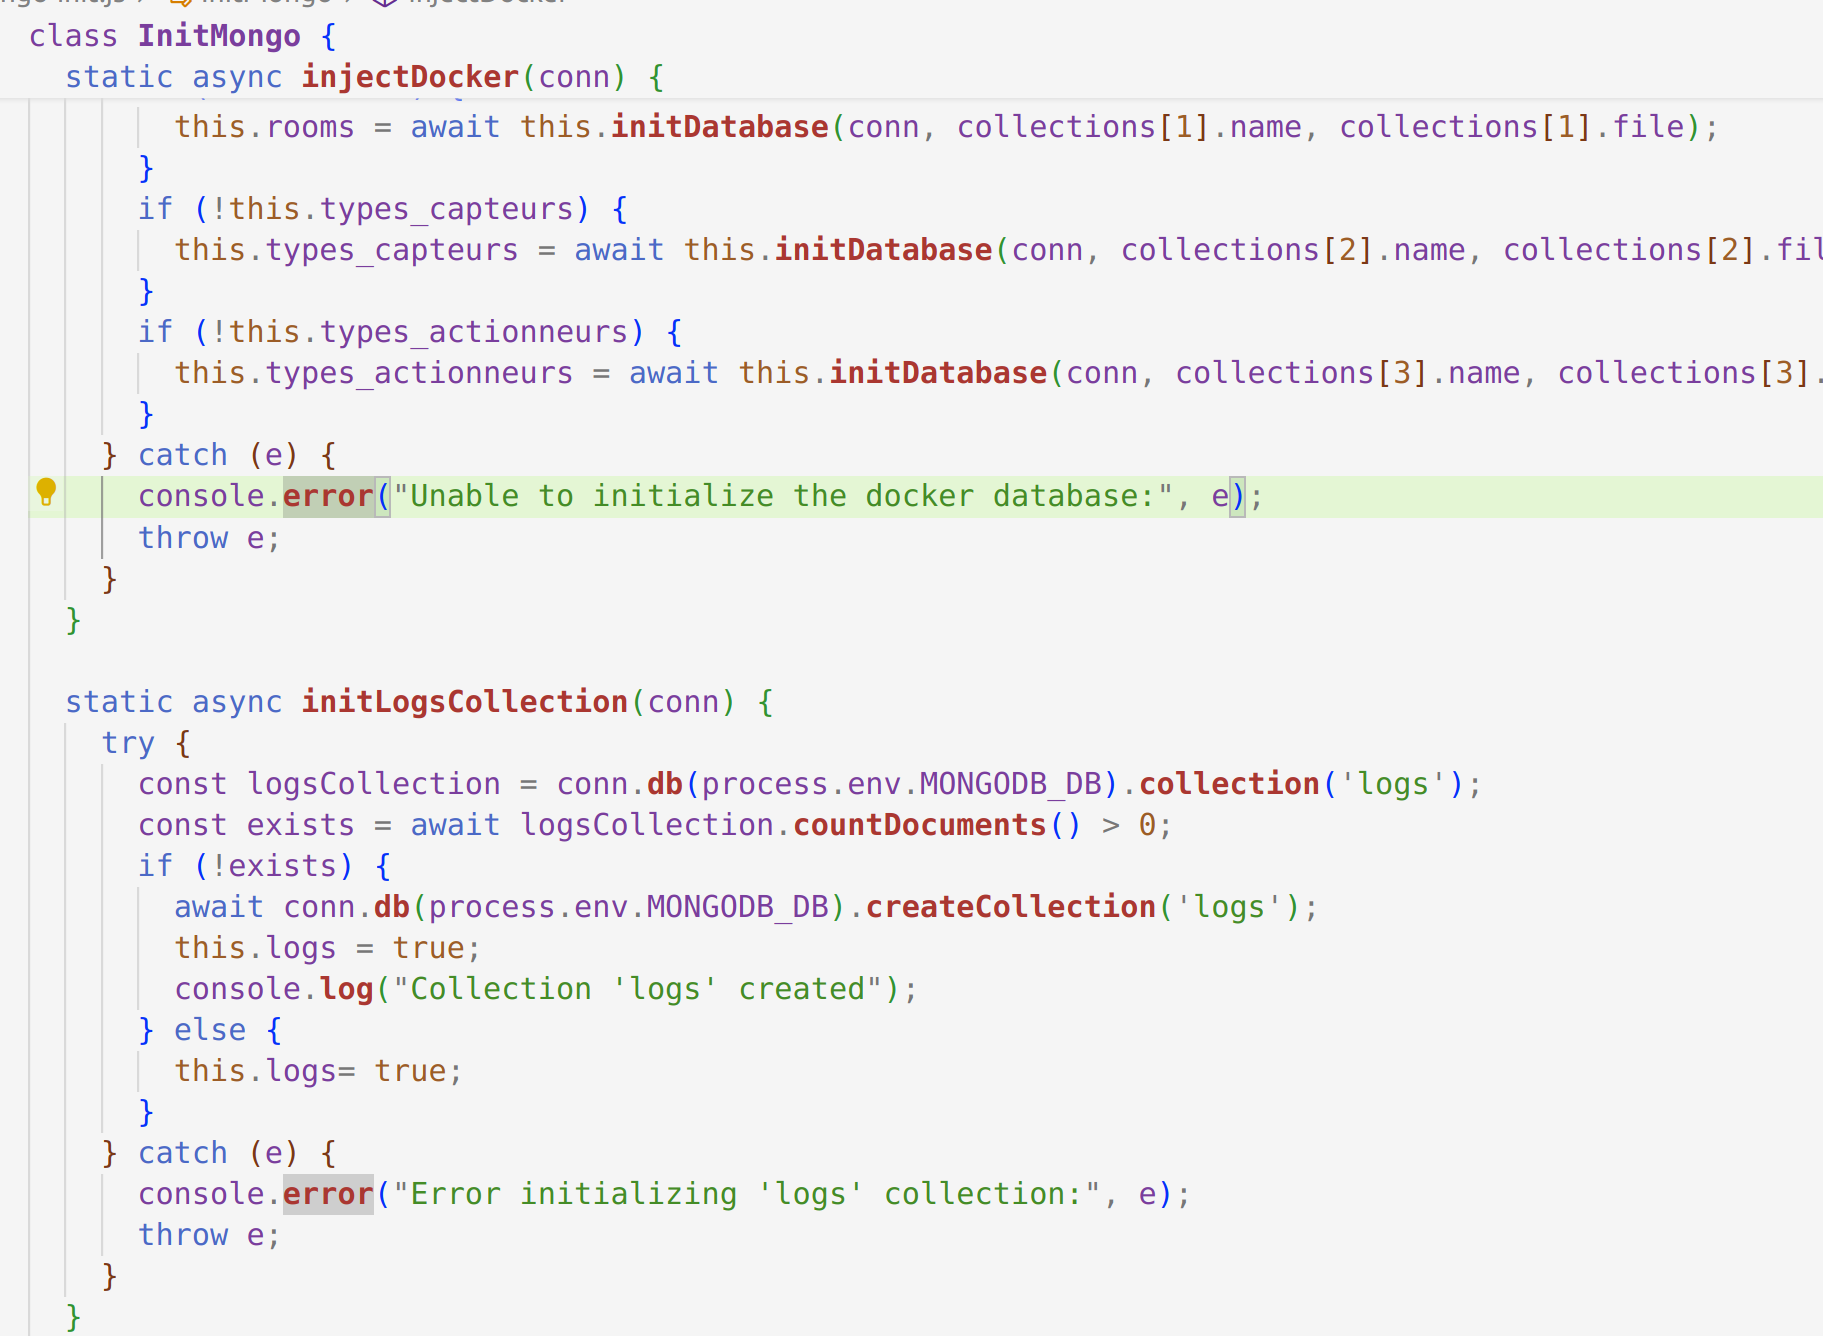 class InitMongo {
static async injectDocker(conn) {
this.rooms = await this.initDatabase(conn, collections[1].name, collections[1].file);
}
if (!this.types_capteurs) {
this.types_capteurs = await this.initDatabase(conn, collections[2].name, collections[2].fil
}
if (!this.types_actionneurs) {
this.types_actionneurs = await this.initDatabase(conn, collections[3].name, collections[3].
}
} catch (e) {
console.error("Unable to initialize the docker database:", e);
throw e;
}
}
static async initLogsCollection(conn) {
try {
const logsCollection = conn.db(process.env.MONGODB_DB).collection('logs');
const exists = await logsCollection.countDocuments() > 0;
if (!exists) {
await conn.db(process.env.MONGODB_DB).createCollection('logs');
this.logs = true;
console.log("Collection 'logs' created");
} else {
this.logs= true;
}
} catch (e) {
console.error("Error initializing 'logs' collection:", e);
throw e;
}
}